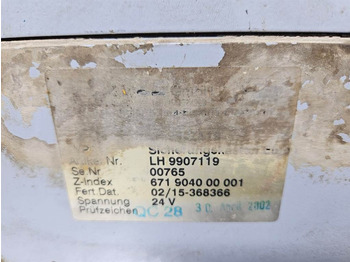 Nr. LH 9907119
Se.Nr 00765
Z-Index 671 9040 00 001
Fert.Dat. 02/15-368366
Spannung 24 V
Prüfzeichen QC 28 2002